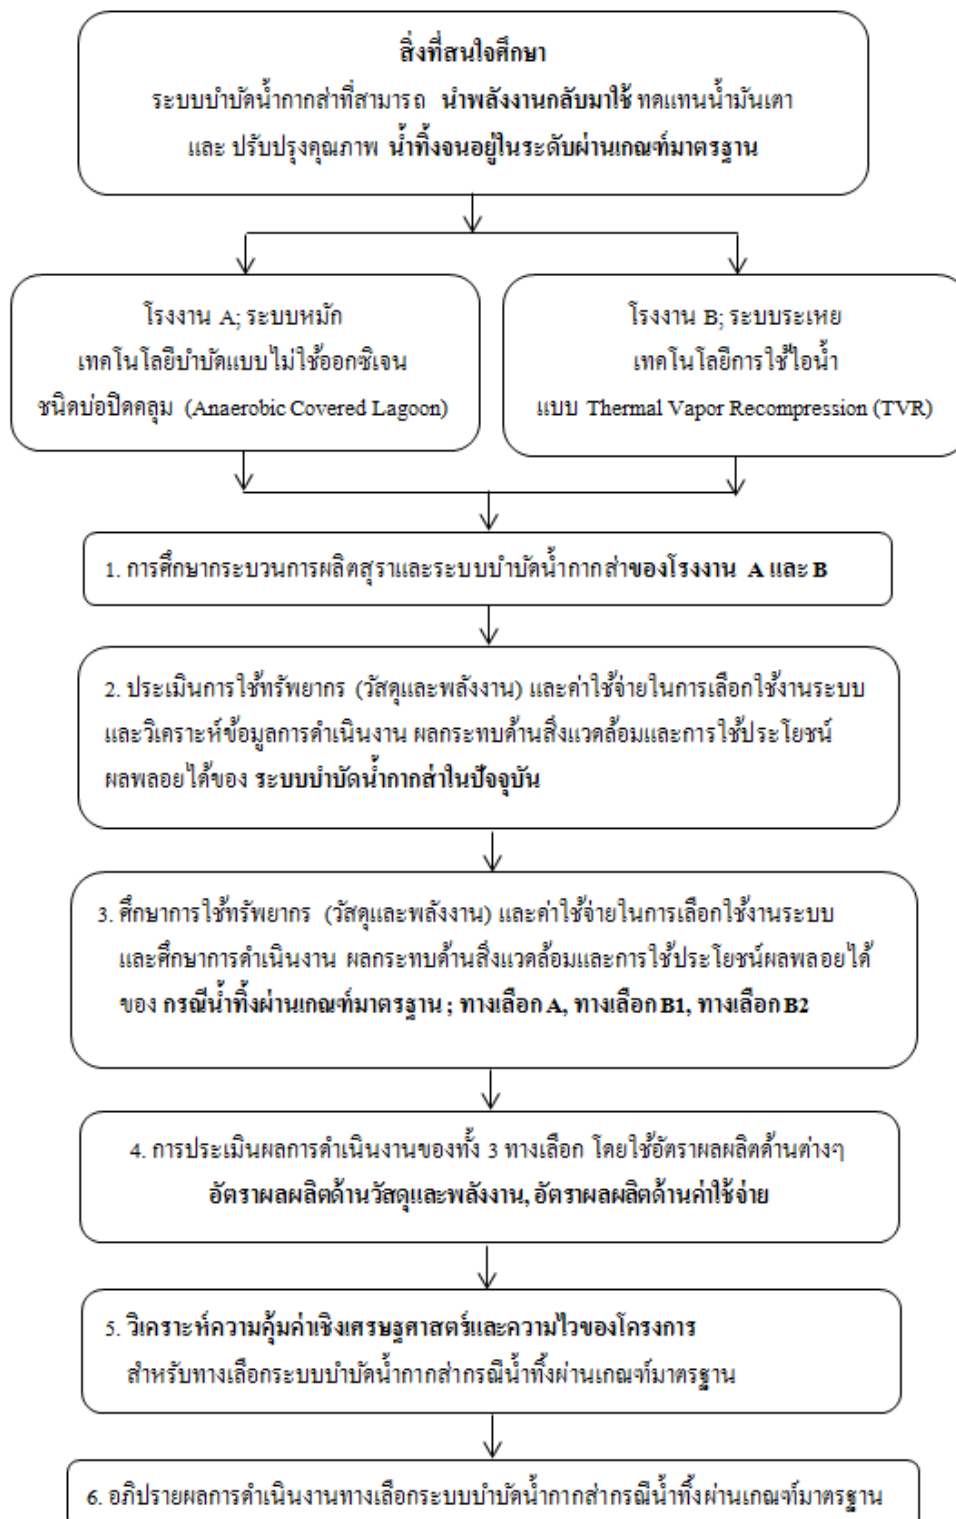 สิ่งที่สนใจศึกษา
ระบบบำบัดน้ำกากส่าที่สามารถ นำพลังงานกลับมาใช้ ทดแทนน้ำมันเตา
และ ปรับปรุงคุณภาพ น้ำทิ้งจนอยู่ในระดับผ่านเกณฑ์มาตรฐาน
โรงงาน A; ระบบหมัก
เทคโนโลยีบำบัดแบบไม่ใช้ออกซิเจน
ชนิดบ่อปิดคลุม (Anaerobic Covered Lagoon)
โรงงาน B; ระบบระเหย
เทคโนโลยีการใช้ไอน้ำ
แบบ Thermal Vapor Recompression (TVR)
1. การศึกษากระบวนการผลิตสุราและระบบบำบัดน้ำกากส่าของโรงงาน A และ B
2. ประเมินการใช้ทรัพยากร (วัสดุและพลังงาน) และค่าใช้จ่ายในการเลือกใช้งานระบบ
และวิเคราะห์ข้อมูลการดำเนินงาน ผลกระทบด้านสิ่งแวดล้อมและการใช้ประโยชน์
ผลพลอยได้ของ ระบบบำบัดน้ำกากส่าในปัจจุบัน
3. ศึกษาการใช้ทรัพยากร (วัสดุและพลังงาน) และค่าใช้จ่ายในการเลือกใช้งานระบบ
และศึกษาการดำเนินงาน ผลกระทบด้านสิ่งแวดล้อมและการใช้ประโยชน์ผลพลอยได้
ของ กรณีน้ำทิ้งผ่านเกณฑ์มาตรฐาน ; ทางเลือก A, ทางเลือก B1, ทางเลือก B2
4. การประเมินผลการดำเนินงานของทั้ง 3 ทางเลือก โดยใช้อัตราผลผลิตด้านต่างๆ
อัตราผลผลิตด้านวัสดุและพลังงาน, อัตราผลผลิตด้านค่าใช้จ่าย
5. วิเคราะห์ความคุ้มค่าเชิงเศรษฐศาสตร์และความไวของโครงการ
สำหรับทางเลือกระบบบำบัดน้ำกากส่ากรณีน้ำทิ้งผ่านเกณฑ์มาตรฐาน
6. อภิปรายผลการดำเนินงานทางเลือกระบบบำบัดน้ำกากส่ากรณีน้ำทิ้งผ่านเกณฑ์มาตรฐาน